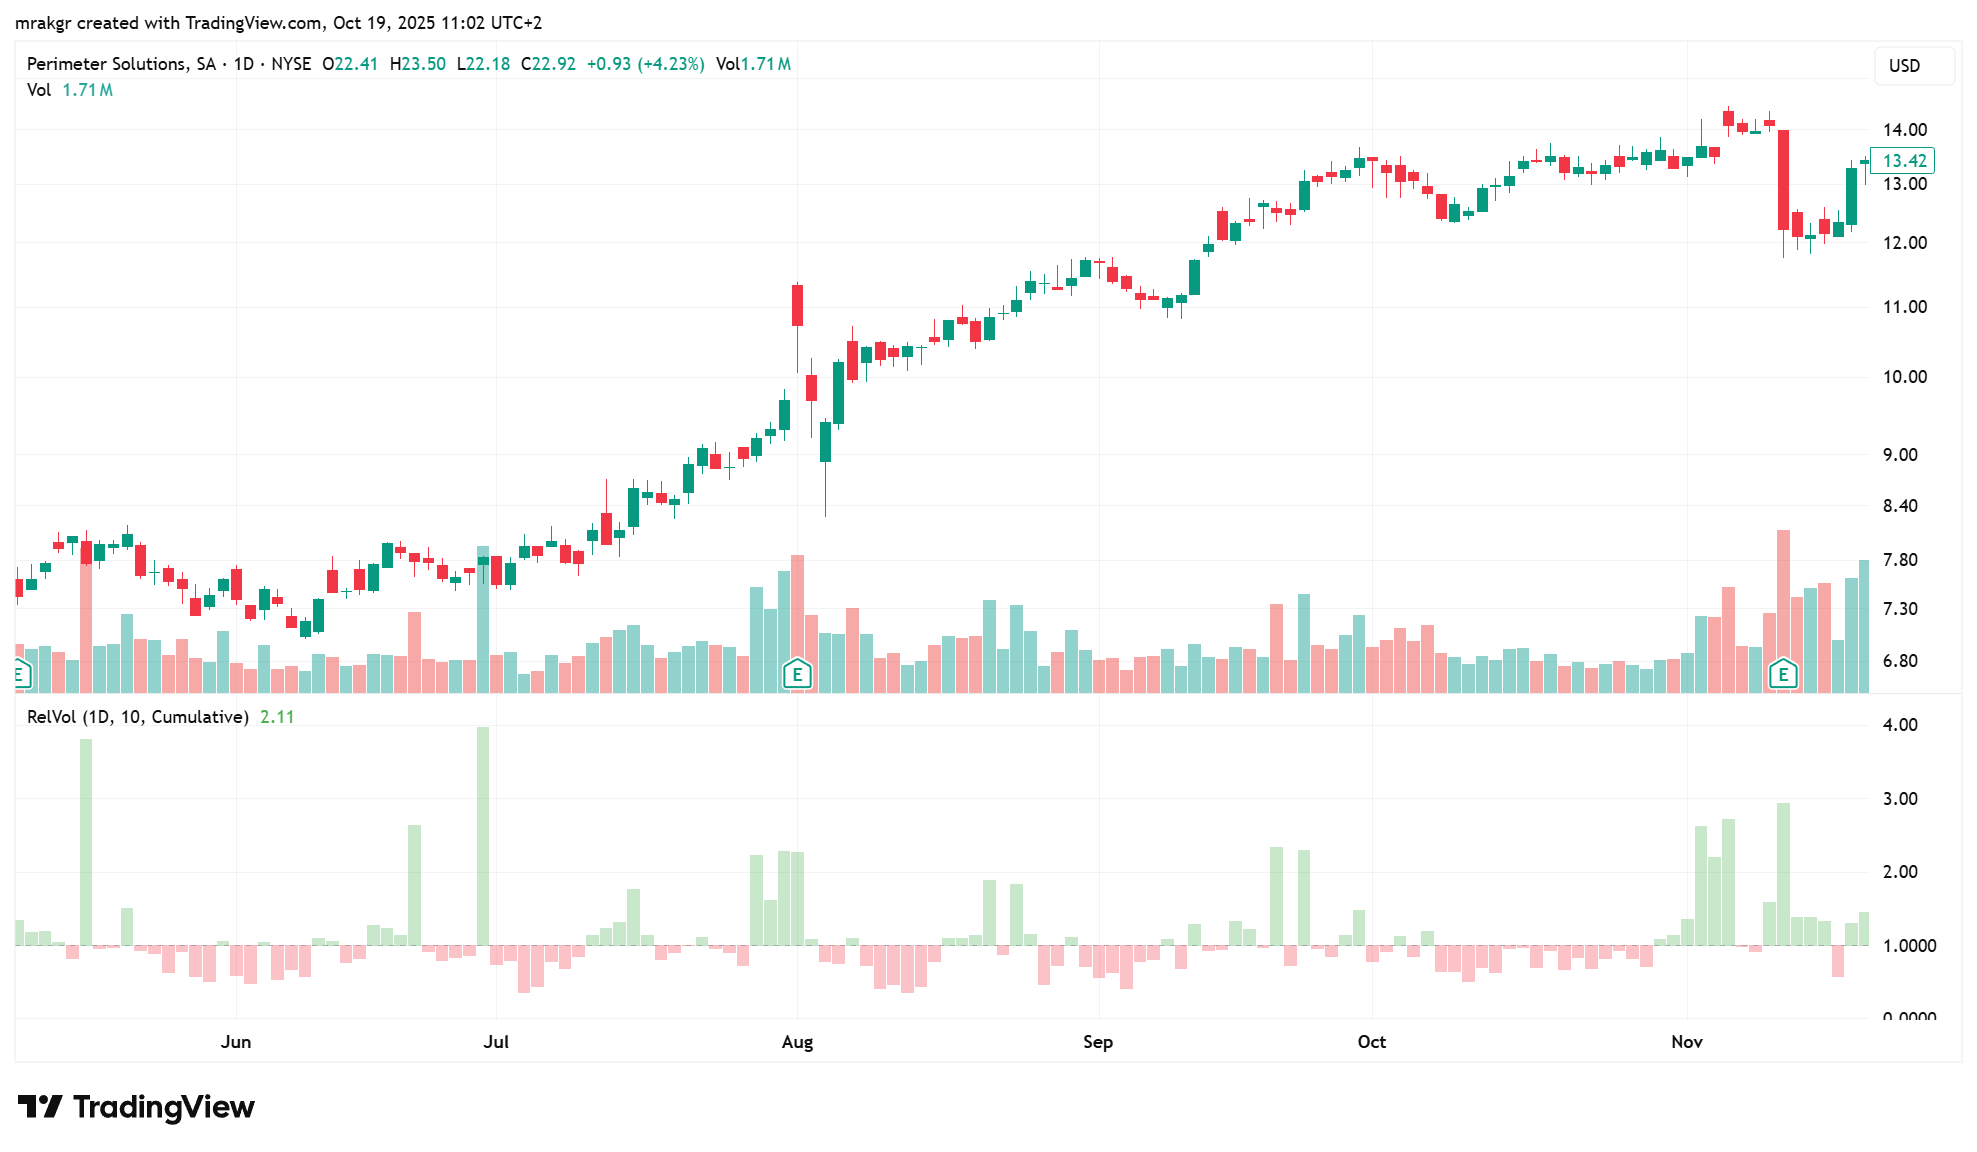 mrakgr created with TradingView.com, Oct 19, 2025 11:02 UTC+2
Perimeter Solutions, SA · 1D · NYSE O22.41 H23.50 L22.18 C22.92 +0.93 (+4.23%) Vol1.71 M
USD
Vol 1.71 M
14.00
13.42
13.00
12.00
11.00
10.00
9.00
8.40
7.80
7.30
6.80
E E E
RelVol (1D, 10, Cumulative) 2.11
4.00
3.00
2.00
1.0000
0.0000
Jun Jul Aug Sep Oct Nov
TradingView